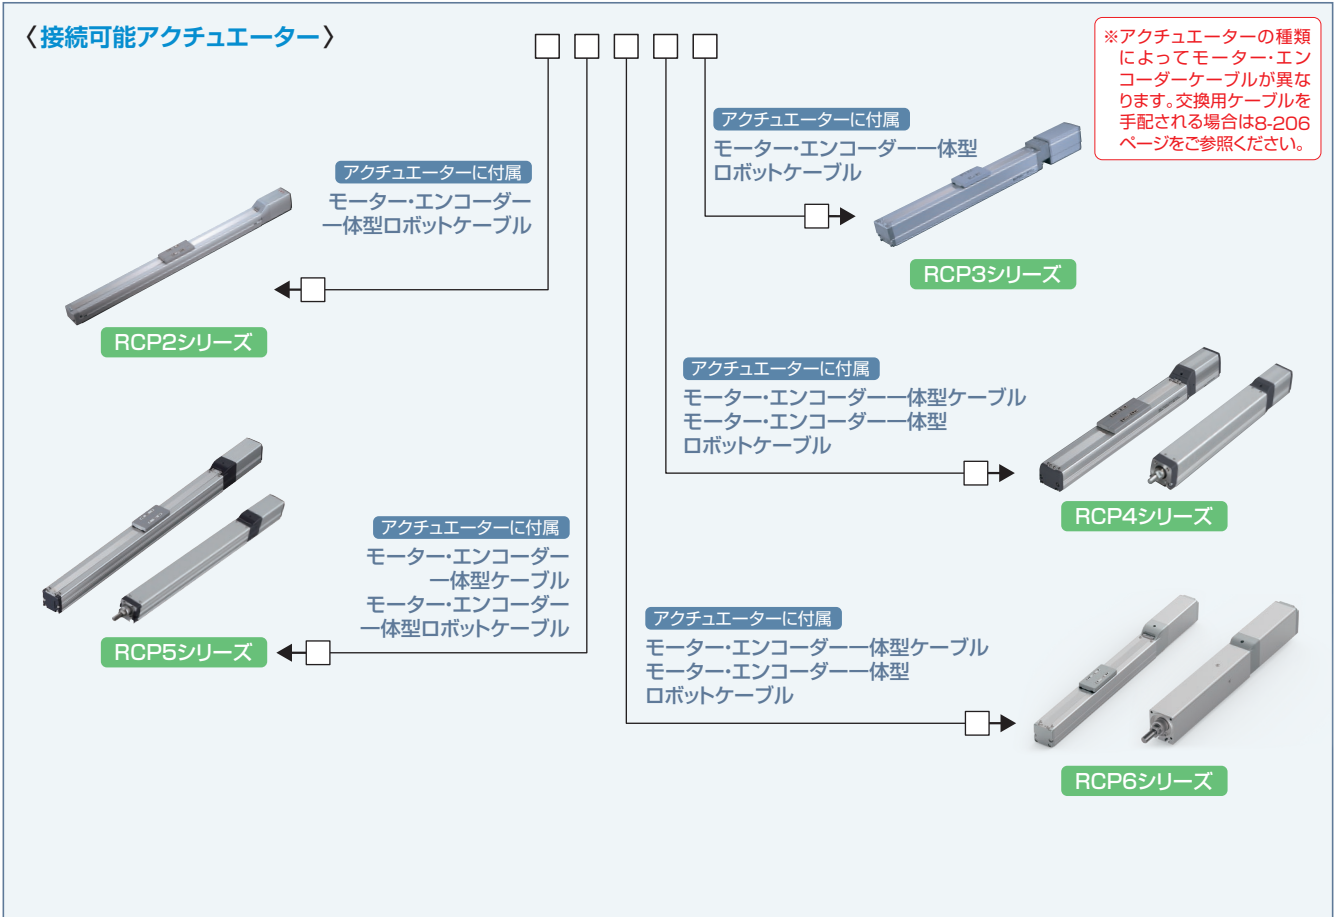 〈接続可能アクチュエーター〉
※アクチュエーターの種類
によってモーター・エン
コーダーケーブルが異な
ります。交換用ケーブルを
手配される場合は8-206
ページをご参照ください。
アクチュエーターに付属
モーター・エンコーダー
一体型ロボットケーブル
RCP2シリーズ
アクチュエーターに付属
モーター・エンコーダー一体型
ロボットケーブル
RCP3シリーズ
アクチュエーターに付属
モーター・エンコーダー一体型ケーブル
モーター・エンコーダー一体型
ロボットケーブル
RCP4シリーズ
アクチュエーターに付属
モーター・エンコーダー
一体型ケーブル
モーター・エンコーダー
一体型ロボットケーブル
RCP5シリーズ
アクチュエーターに付属
モーター・エンコーダー一体型ケーブル
モーター・エンコーダー一体型
ロボットケーブル
RCP6シリーズ